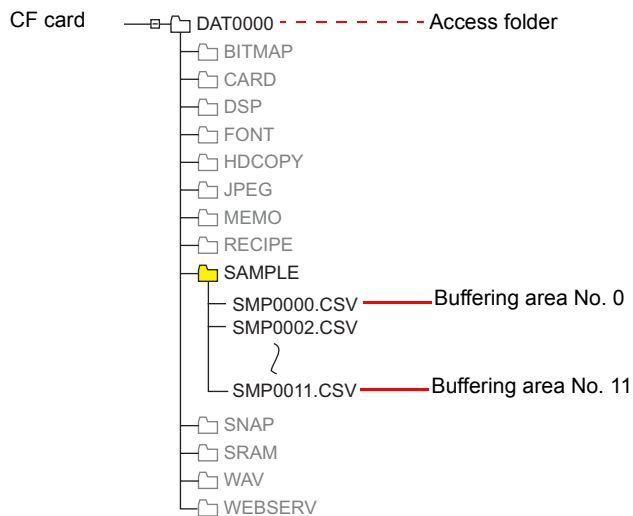 CF card DAT0000 Access folder
BITMAP
CARD
DSP
FONT
HDCOPY
JPEG
MEMO
RECIPE
SAMPLE
SMP0000.CSV Buffering area No. 0
SMP0002.CSV
SMP0011.CSV Buffering area No. 11
SNAP
SRAM
WAV
WEBSERV